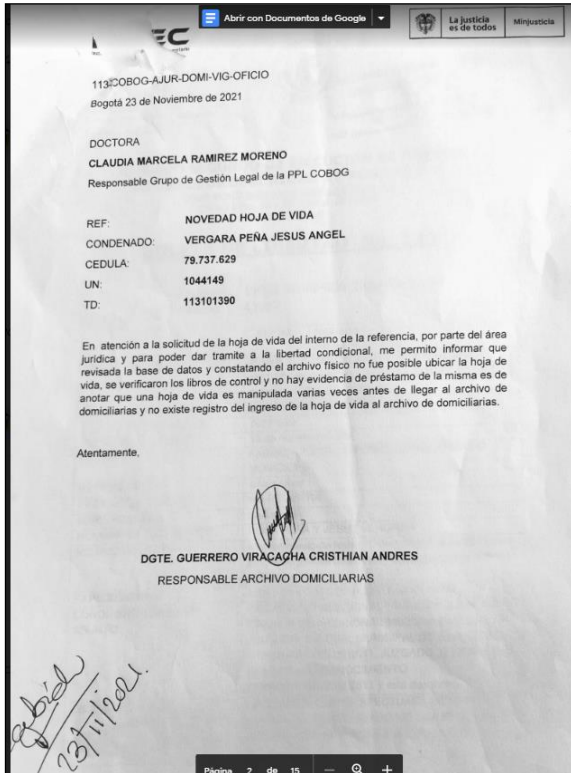 Abrir con Documentos de Google
La justicia
es de todos
Minjusticia
113-COBOG-AJUR-DOMI-VIG-OFICIO
Bogotá 23 de Noviembre de 2021
DOCTORA
CLAUDIA MARCELA RAMIREZ MORENO
Responsable Grupo de Gestión Legal de la PPL COBOG
REF: NOVEDAD HOJA DE VIDA
CONDENADO: VERGARA PEÑA JESUS ANGEL
CEDULA: 79.737.629
UN: 1044149
TD: 113101390
En atención a la solicitud de la hoja de vida del interno de la referencia, por parte del área
jurídica y para poder dar tramite a la libertad condicional, me permito informar que
revisada la base de datos y constatando el archivo físico no fue posible ubicar la hoja de
vida, se verificaron los libros de control y no hay evidencia de préstamo de la misma es de
anotar que una hoja de vida es manipulada varias veces antes de llegar al archivo de
domiciliarias y no existe registro del ingreso de la hoja de vida al archivo de domiciliarias.
Atentamente,
DGTE. GUERRERO VIRACACHA CRISTHIAN ANDRES
RESPONSABLE ARCHIVO DOMICILIARIAS
23/11/2021.
Página 2 de 15